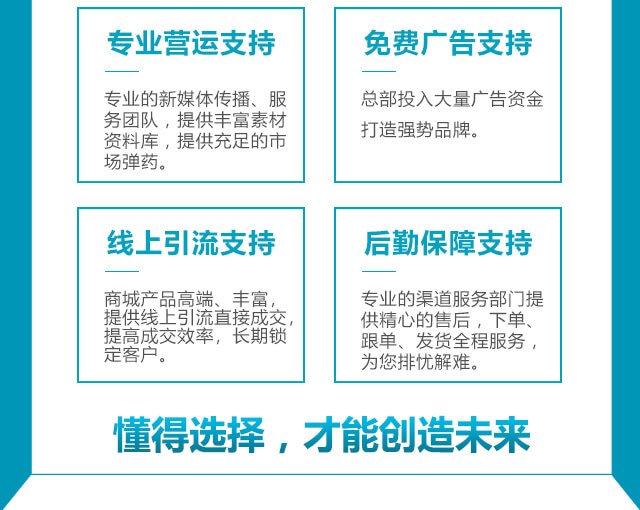 专业营运支持
专业的新媒体传播、服
务团队，提供丰富素材
资料库，提供充足的市
场弹药。
免费广告支持
总部投入大量广告资金
打造强势品牌。
线上引流支持
商城产品高端、丰富，
提供线上引流直接成交，
提高成交效率，长期锁
定客户。
后勤保障支持
专业的渠道服务部门提
供精心的售后，下单、
跟单、发货全程服务，
为您排忧解难。
懂得选择，才能创造未来